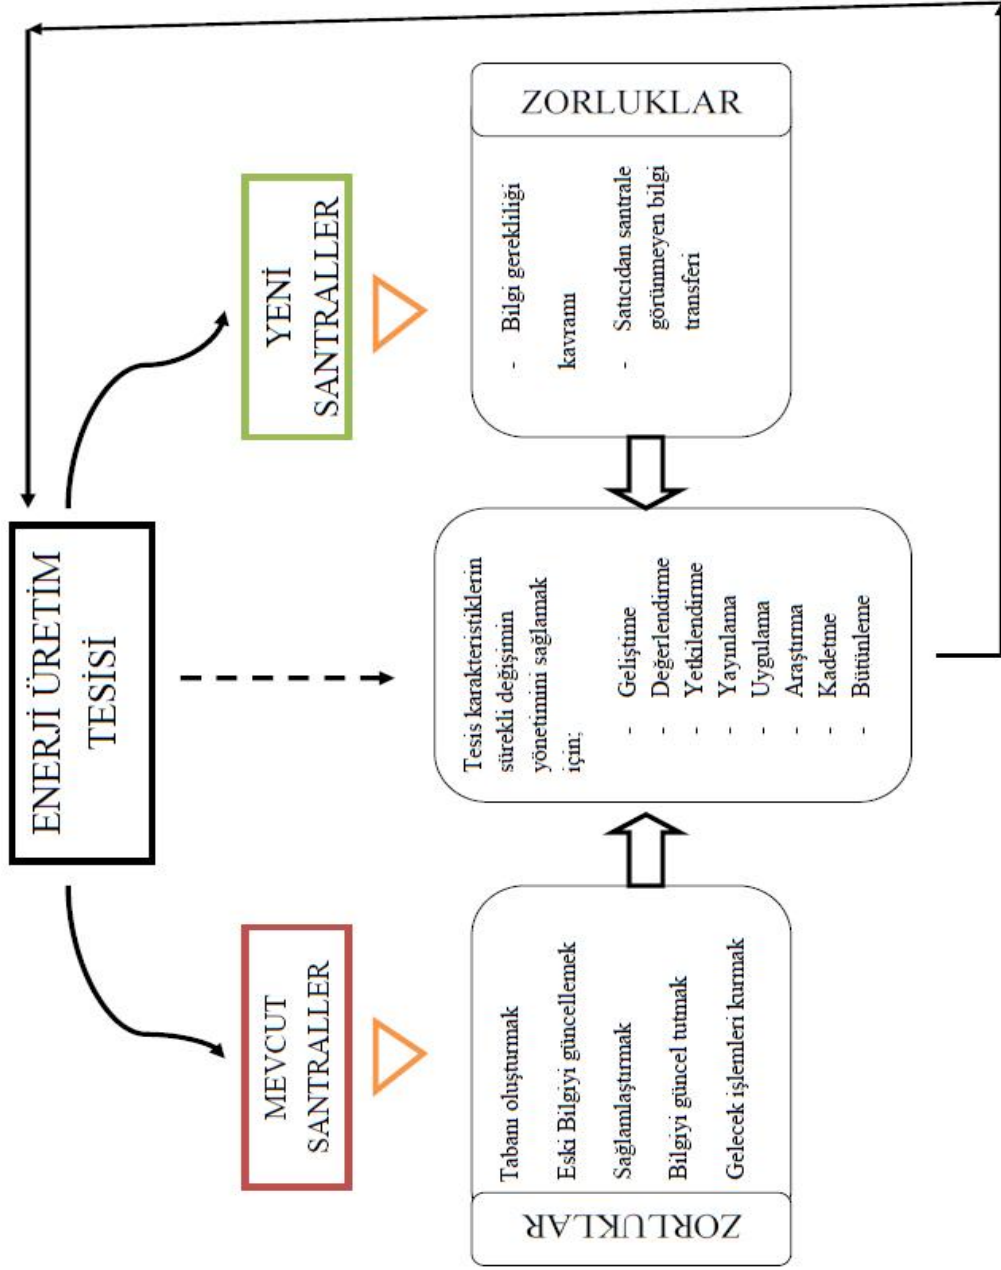 ENERJİ ÜRETİM
TESİSİ
MEVCUT
SANTRALLER
YENİ
SANTRALLER
ZORLUKLAR
Tabanı oluşturmak
Eski Bilgiyi güncellemek
Sağlamlaştırmak
Bilgiyi güncel tutmak
Gelecek işlemleri kurmak
Tesis karakteristiklerin
sürekli değişimin
yönetimini sağlamak
için;
- Geliştime
- Değerlendirme
- Yetkilendirme
- Yayınlama
- Uygulama
- Araştırma
- Kadetme
- Bütünleme
ZORLUKLAR
- Bilgi gerekliliği
kavramı
- Satıcıdan santrale
görünmeyen bilgi
transferi